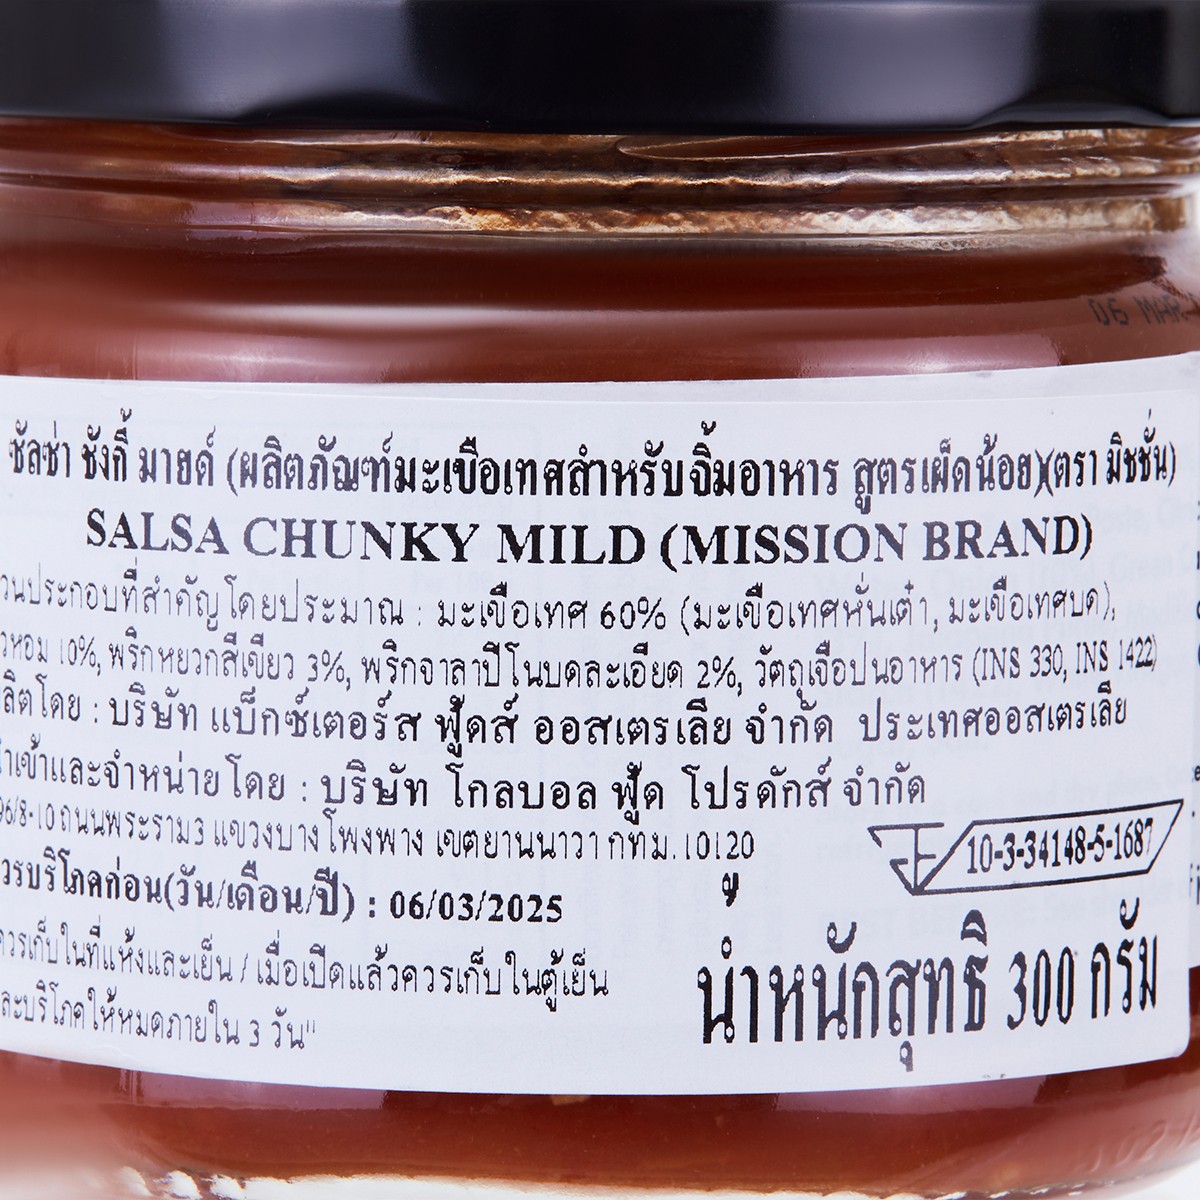 06 MAR
ซัลซ่า ชังกี้ มายด์ (ผลิตภัณฑ์มะเขือเทศสำหรับจิ้มอาหาร สูตรเผ็ดน้อย)(ตรา มิชชั่น)
SALSA CHUNKY MILD (MISSION BRAND)
วนประกอบที่สำคัญโดยประมาณ : มะเขือเทศ 60% (มะเขือเทศหั่นเต๋า, มะเขือเทศบด),
วหอม 10%, พริกหยวกสีเขียว 3%, พริกจาลาปีโนบดละเอียด 2%, วัตถุเจือปนอาหาร (INS 330, INS 1422)
ลิตโดย : บริษัท แบ็กซ์เตอร์ส ฟู้ดส์ ออสเตรเลีย จำกัด ประเทศออสเตรเลีย
าเข้าและจำหน่ายโดย : บริษัท โกลบอล ฟู้ด โปรดักส์ จำกัด
96/8-10 ถนนพระราม3 แขวงบางโพงพาง เขตยานนาวา กทม. 10120
10-3-34148-5-1687
วรบริโภคก่อน(วัน/เดือน/ปี) : 06/03/2025
ควรเก็บในที่แห้งและเย็น / เมื่อเปิดแล้วควรเก็บในตู้เย็น
ละบริโภคให้หมดภายใน 3 วัน"
น้ำหนักสุทธิ 300 กรัม